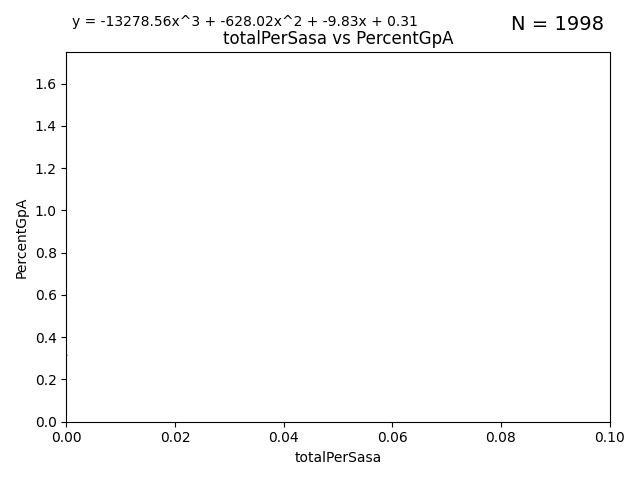 y = -13278.56x^3 + -628.02x^2 + -9.83x + 0.31
N = 1998
totalPerSasa vs PercentGpA
1.6
1.4
1.2
1.0
0.8
0.6
0.4
0.2
0.0
PercentGpA
0.00 0.02 0.04 0.06 0.08 0.10
totalPerSasa